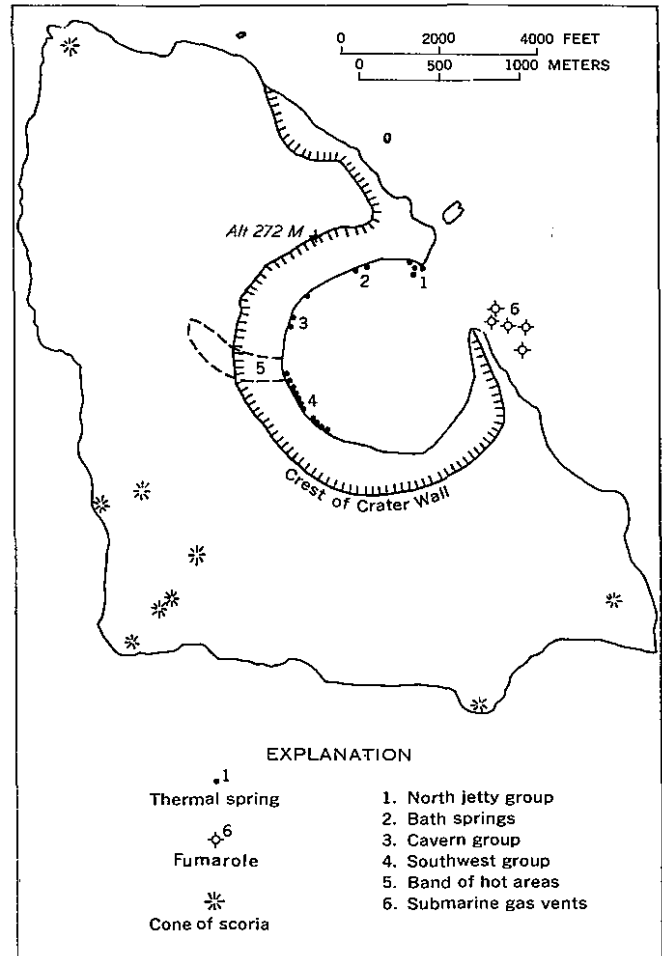 0 2000 4000 FEET
0 500 1000 METERS
Alt 272 M
1
2
3
6
5
4
Crest of Crater Wall
EXPLANATION
1
Thermal spring
6
Fumarole
Cone of scoria
1. North jetty group
2. Bath springs
3. Cavern group
4. Southwest group
5. Band of hot areas
6. Submarine gas vents